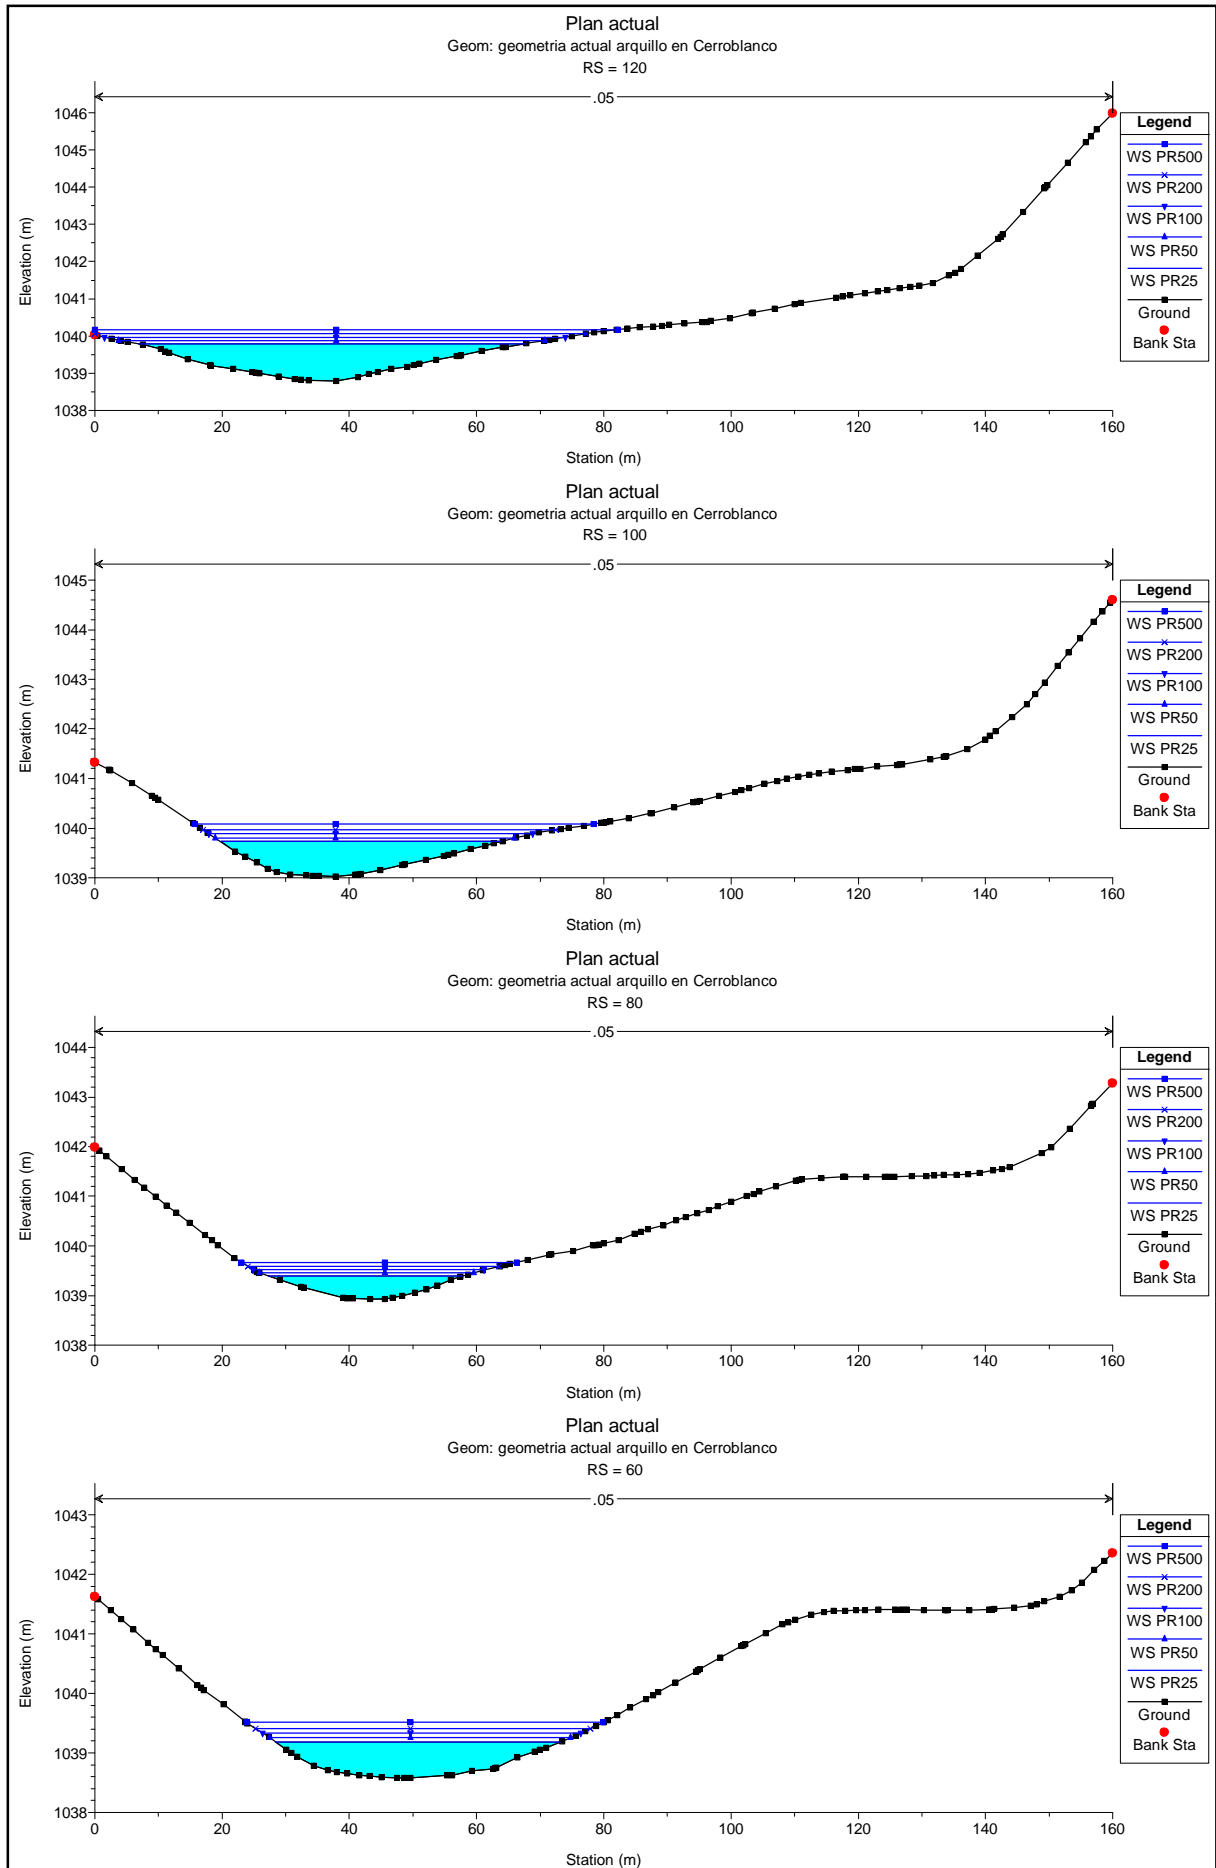 Plan actual
Geom: geometria actual arquillo en Cerroblanco
RS = 120
.05
1046
1045
1044
1043
1042
1041
1040
1039
1038
Elevation (m)
0 20 40 60 80 100 120 140 160
Station (m)
Legend
WS PR500
WS PR200
WS PR100
WS PR50
WS PR25
Ground
Bank Sta
Plan actual
Geom: geometria actual arquillo en Cerroblanco
RS = 100
.05
1045
1044
1043
1042
1041
1040
1039
Elevation (m)
0 20 40 60 80 100 120 140 160
Station (m)
Legend
WS PR500
WS PR200
WS PR100
WS PR50
WS PR25
Ground
Bank Sta
Plan actual
Geom: geometria actual arquillo en Cerroblanco
RS = 80
.05
1044
1043
1042
1041
1040
1039
1038
Elevation (m)
0 20 40 60 80 100 120 140 160
Station (m)
Legend
WS PR500
WS PR200
WS PR100
WS PR50
WS PR25
Ground
Bank Sta
Plan actual
Geom: geometria actual arquillo en Cerroblanco
RS = 60
.05
1043
1042
1041
1040
1039
1038
Elevation (m)
0 20 40 60 80 100 120 140 160
Station (m)
Legend
WS PR500
WS PR200
WS PR100
WS PR50
WS PR25
Ground
Bank Sta